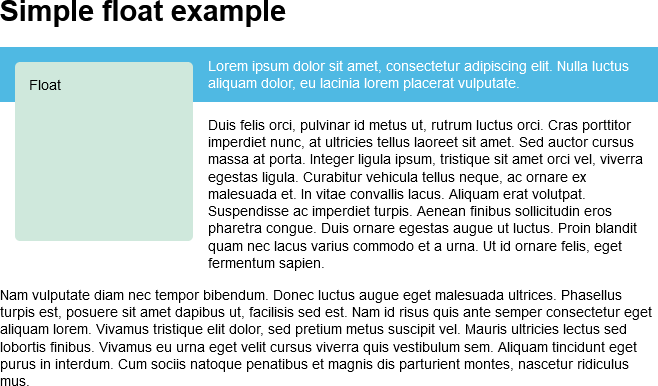 Simple float example
Float
Lorem ipsum dolor sit amet, consectetur adipiscing elit. Nulla luctus
aliquam dolor, eu lacinia lorem placerat vulputate.
Duis felis orci, pulvinar id metus ut, rutrum luctus orci. Cras porttitor
imperdiet nunc, at ultricies tellus laoreet sit amet. Sed auctor cursus
massa at porta. Integer ligula ipsum, tristique sit amet orci vel, viverra
egestas ligula. Curabitur vehicula tellus neque, ac ornare ex
malesuada et. In vitae convallis lacus. Aliquam erat volutpat.
Suspendisse ac imperdiet turpis. Aenean finibus sollicitudin eros
pharetra congue. Duis ornare egestas augue ut luctus. Proin blandit
quam nec lacus varius commodo et a urna. Ut id ornare felis, eget
fermentum sapien.
Nam vulputate diam nec tempor bibendum. Donec luctus augue eget malesuada ultrices. Phasellus
turpis est, posuere sit amet dapibus ut, facilisis sed est. Nam id risus quis ante semper consectetur eget
aliquam lorem. Vivamus tristique elit dolor, sed pretium metus suscipit vel. Mauris ultricies lectus sed
lobortis finibus. Vivamus eu urna eget velit cursus viverra quis vestibulum sem. Aliquam tincidunt eget
purus in interdum. Cum sociis natoque penatibus et magnis dis parturient montes, nascetur ridiculus
mus.